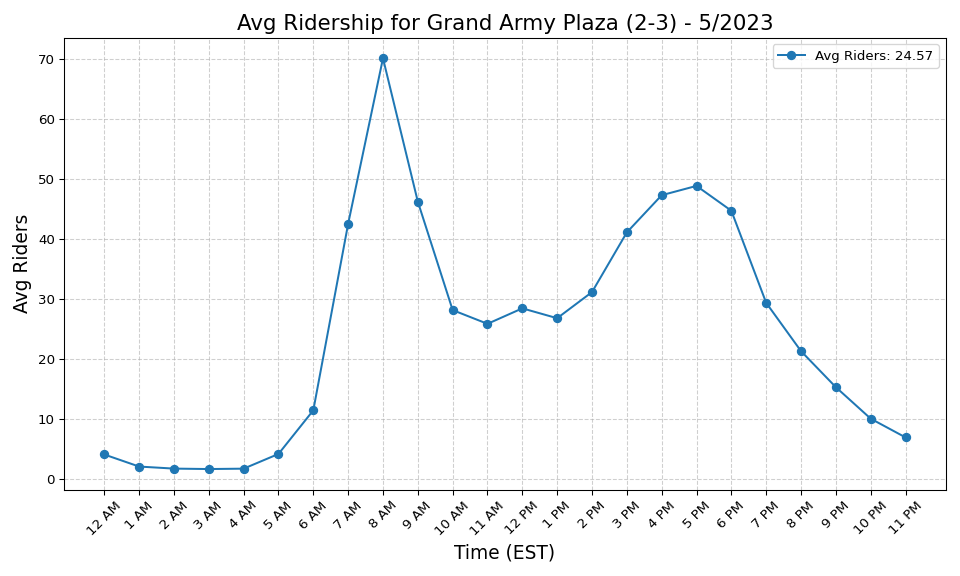 Avg Ridership for Grand Army Plaza (2-3) - 5/2023
Avg Riders: 24.57
Avg Riders
70
60
50
40
30
20
10
0
12 AM
1 AM
2 AM
3 AM
4 AM
5 AM
6 AM
7 AM
8 AM
9 AM
10 AM
11 AM
12 PM
1 PM
2 PM
3 PM
4 PM
5 PM
6 PM
7 PM
8 PM
9 PM
10 PM
11 PM
Time (EST)